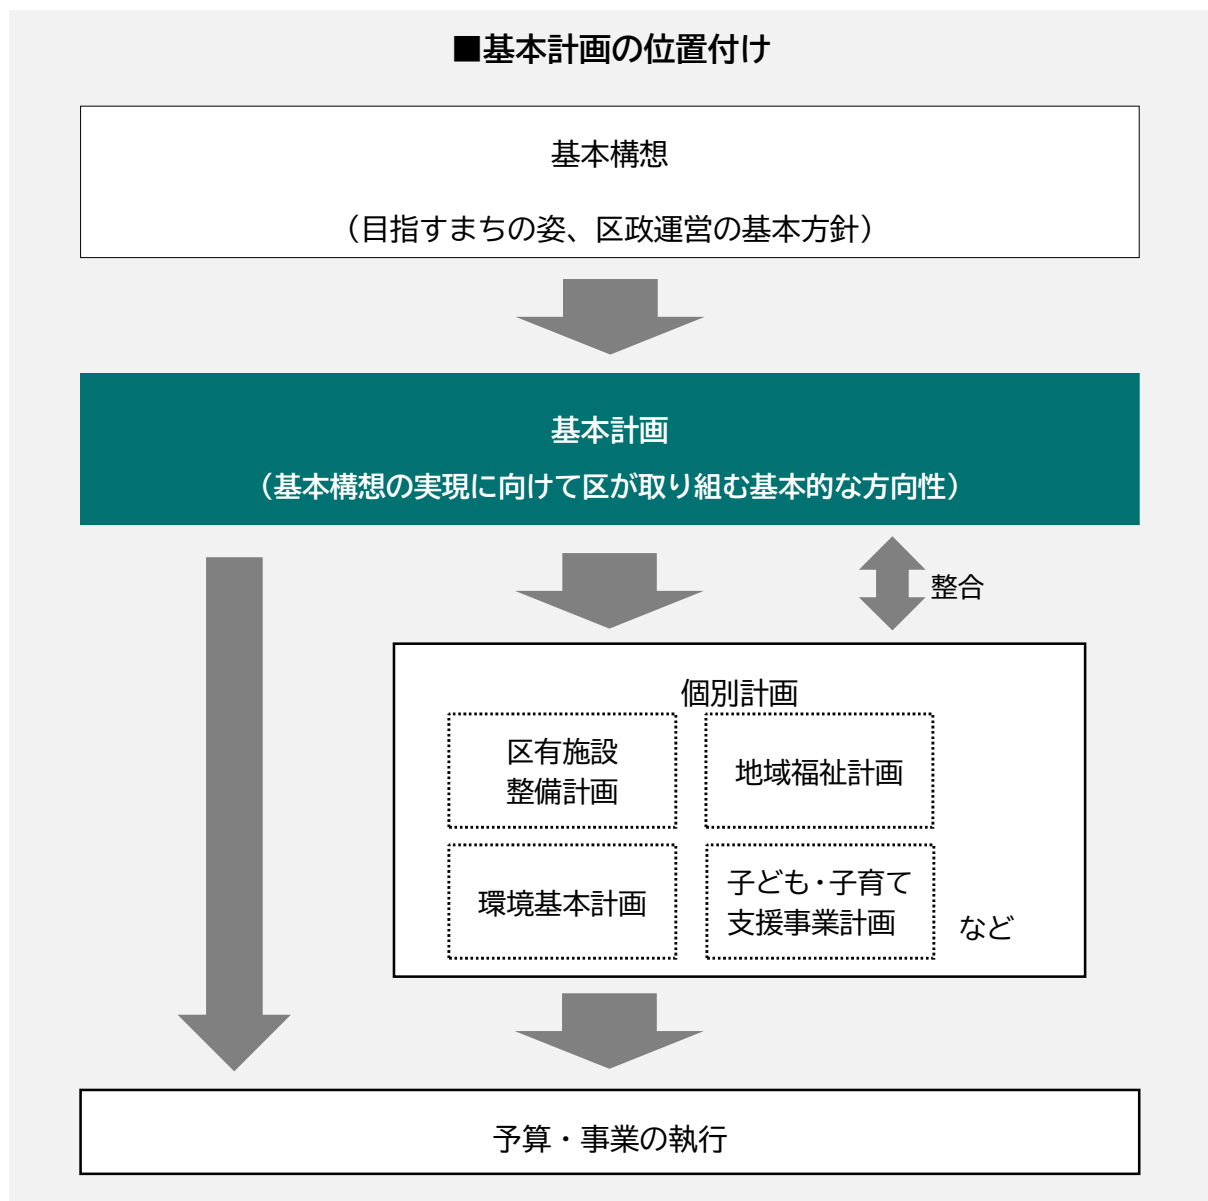 ■基本計画の位置付け
基本構想
（目指すまちの姿、区政運営の基本方針）
基本計画
（基本構想の実現に向けて区が取り組む基本的な方向性）
整合
個別計画
区有施設
整備計画
地域福祉計画
環境基本計画
子ども・子育て
支援事業計画
など
予算・事業の執行